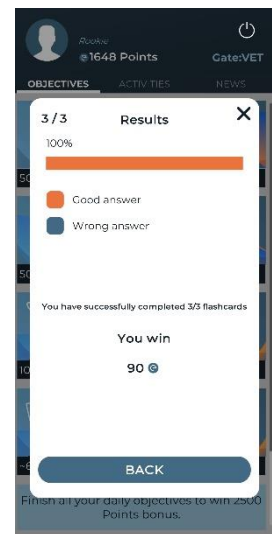 Rookie
1648 Points
Gate:VET
OBJECTIVES ACTIVITIES NEWS
3 / 3 Results
100%
Good answer
Wrong answer
You have successfully completed 3/3 flashcards
You win
90
BACK
Finish all your daily objectives to win 2500
Points bonus.